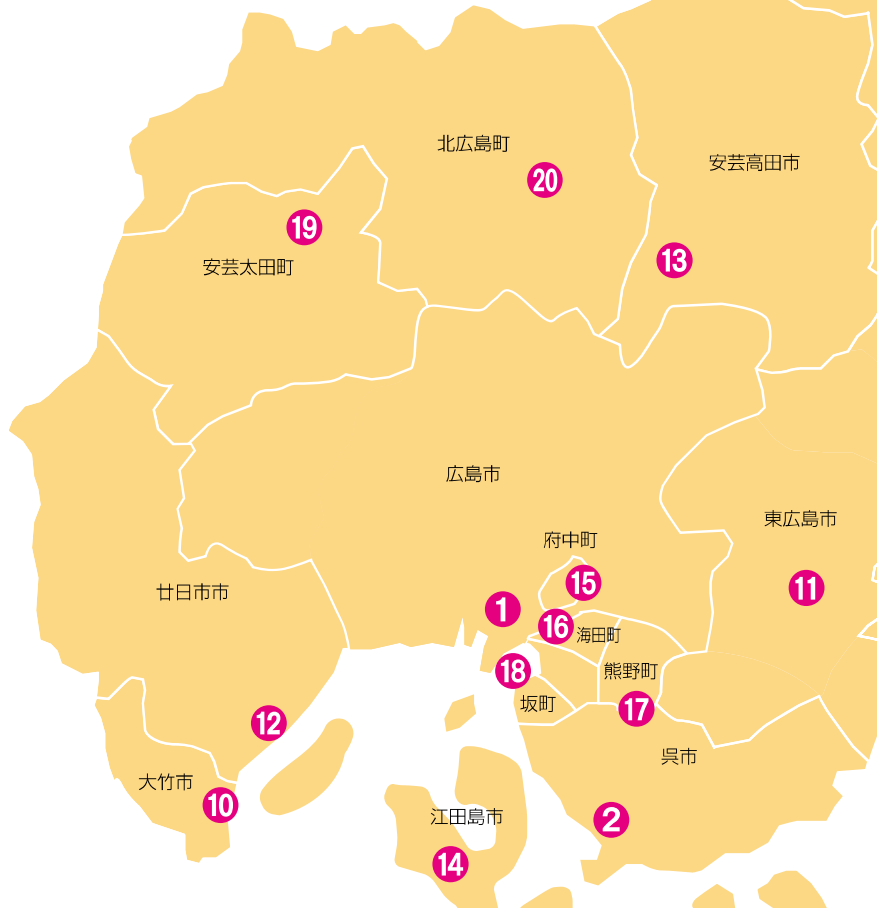 北広島町
20
安芸高田市
13
19
安芸太田町
広島市
東広島市
11
府中町
15
1
16
海田町
廿日市市
18
熊野町
坂町
17
12
呉市
大竹市
10
江田島市
2
14